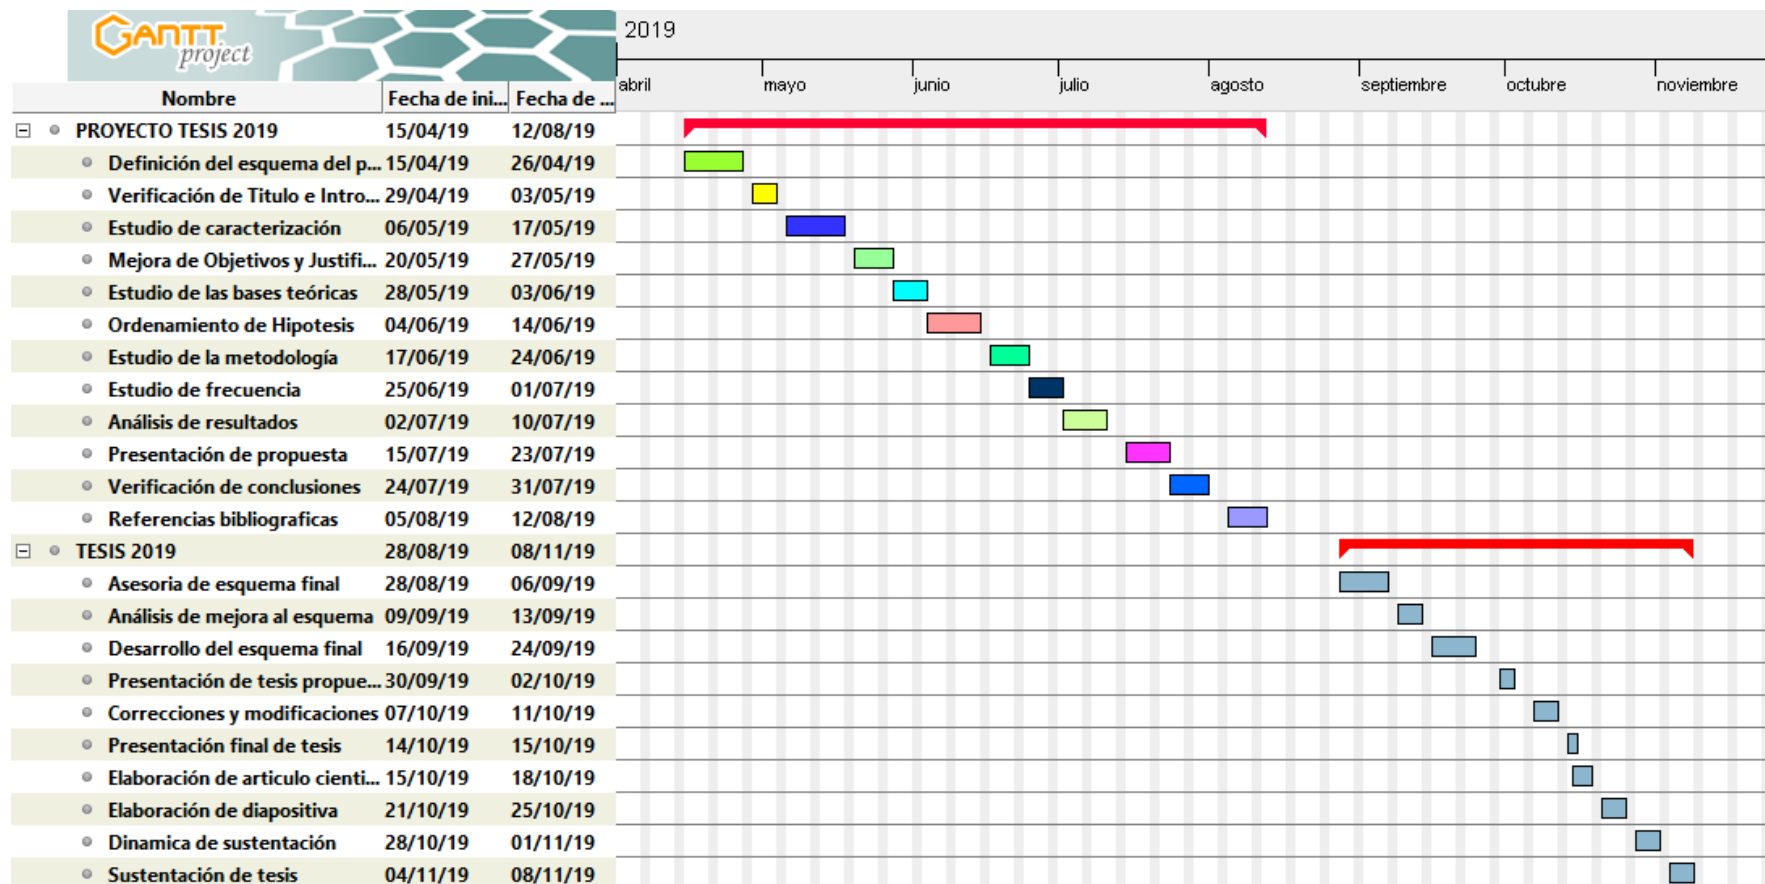 GANTT
project
2019
abril mayo junio julio agosto septiembre octubre noviembre
Nombre Fecha de ini... Fecha de ...
PROYECTO TESIS 2019 15/04/19 12/08/19
Definición del esquema del p... 15/04/19 26/04/19
Verificación de Titulo e Intro... 29/04/19 03/05/19
Estudio de caracterización 06/05/19 17/05/19
Mejora de Objetivos y Justifi... 20/05/19 27/05/19
Estudio de las bases teóricas 28/05/19 03/06/19
Ordenamiento de Hipotesis 04/06/19 14/06/19
Estudio de la metodología 17/06/19 24/06/19
Estudio de frecuencia 25/06/19 01/07/19
Análisis de resultados 02/07/19 10/07/19
Presentación de propuesta 15/07/19 23/07/19
Verificación de conclusiones 24/07/19 31/07/19
Referencias bibliograficas 05/08/19 12/08/19
TESIS 2019 28/08/19 08/11/19
Asesoria de esquema final 28/08/19 06/09/19
Análisis de mejora al esquema 09/09/19 13/09/19
Desarrollo del esquema final 16/09/19 24/09/19
Presentación de tesis propue... 30/09/19 02/10/19
Correcciones y modificaciones 07/10/19 11/10/19
Presentación final de tesis 14/10/19 15/10/19
Elaboración de articulo cienti... 15/10/19 18/10/19
Elaboración de diapositiva 21/10/19 25/10/19
Dinamica de sustentación 28/10/19 01/11/19
Sustentación de tesis 04/11/19 08/11/19